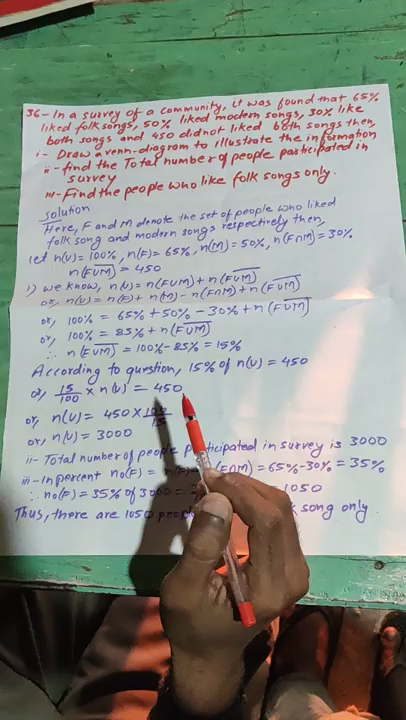 36- In a survey of a community, it was found that 65%
liked folk songs, 50% liked modern songs, 30% like
both songs and 450 did not liked both songs then,
i- Draw a venn-diagram to illustrate the information
ii- find the Total number of people participated in
survey
iii- Find the people who like folk songs only.
Solution
Here, F and M denote the set of people who liked
folk song and modern songs respectively then,
let n(U) = 100%, n(F) = 65%, n(M) = 50%, n(F∩M) = 30%
n(F̅U̅M̅) = 450
i) we know, n(U) = n(FUM) + n(F̅U̅M̅)
or, n(U) = n(F) + n(M) - n(F∩M) + n(F̅U̅M̅)
or, 100% = 65% + 50% - 30% + n(F̅U̅M̅)
or, 100% = 85% + n(F̅U̅M̅)
∴ n(F̅U̅M̅) = 100% - 85% = 15%
According to question, 15% of n(U) = 450
or, 15/100 × n(U) = 450
or, n(U) = 450 × 100/15
or, n(U) = 3000
ii- Total number of people participated in survey is 3000
iii- In percent n₀(F) = n(F∩M) = 65% - 30% = 35%
∴ n₀(F) = 35% of 3000 = = 1050
Thus, there are 1050 song only.